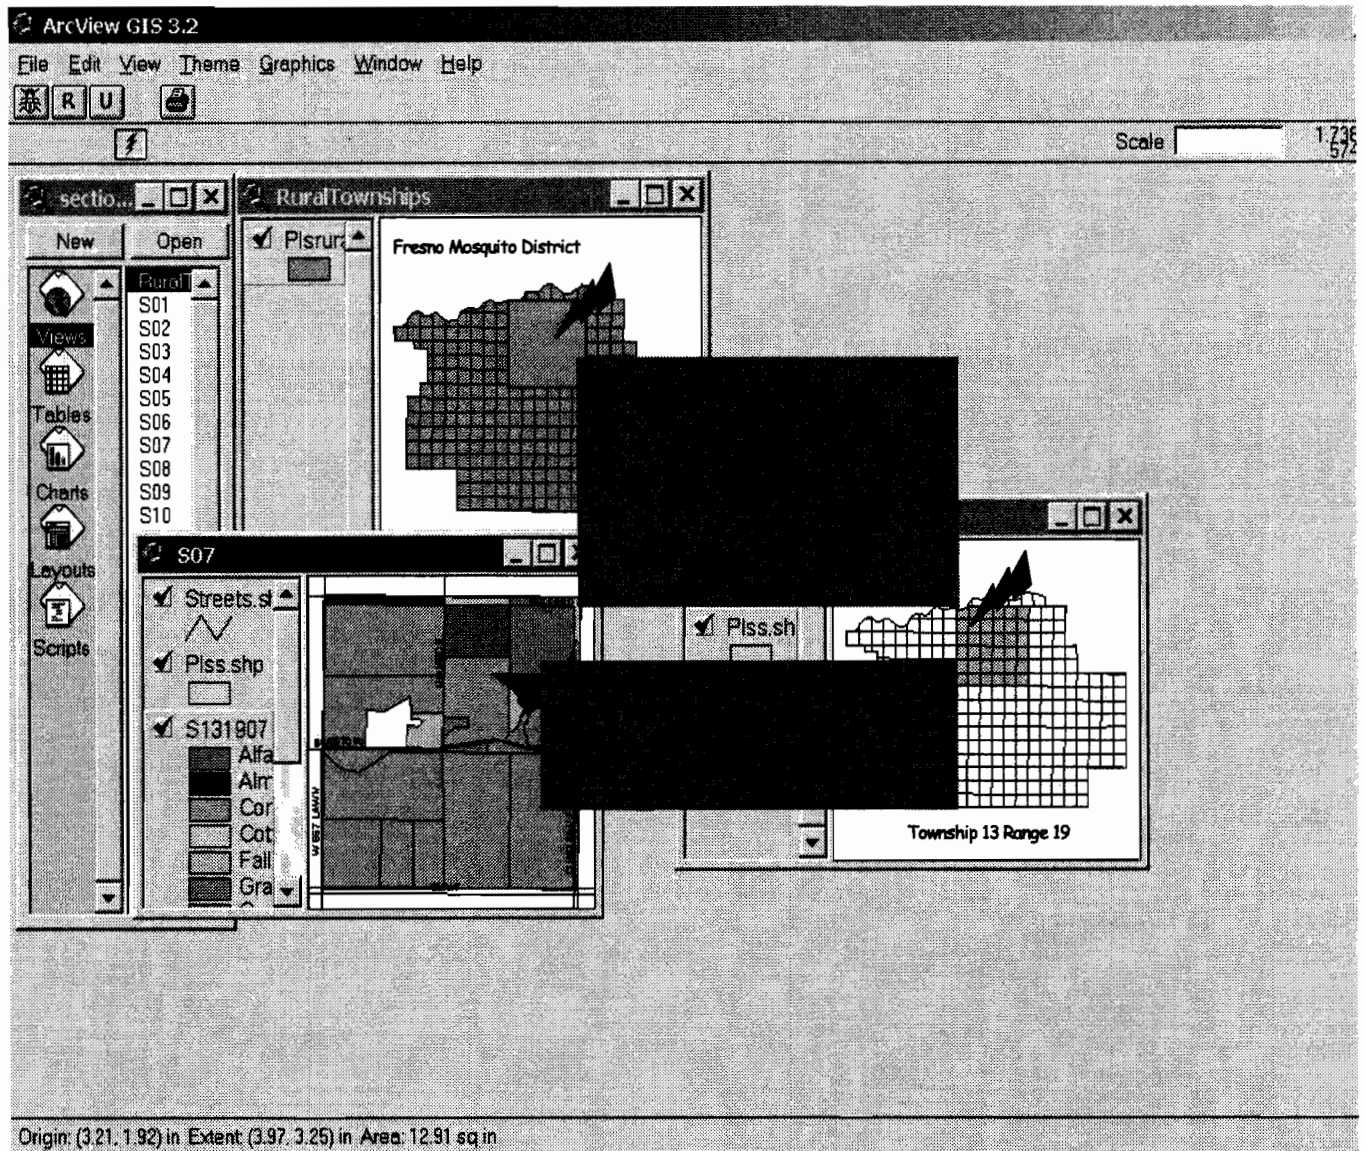 ArcView GIS 3.2
File Edit View Theme Graphics Window Help
R U
Scale
sectio...
New Open
Views
Tables
Charts
Layouts
Scripts
S01
S02
S03
S04
S05
S06
S07
S08
S09
S10
RuralTownships
Plsrura
Fresno Mosquito District
S07
Streets.sh
Plss.shp
S131907
Alfa
Alm
Cor
Cot
Fall
Gra
Plss.sh
Township 13 Range 19
Origin: (3.21, 1.92) in Extent: (3.97, 3.25) in Area: 12.91 sq in